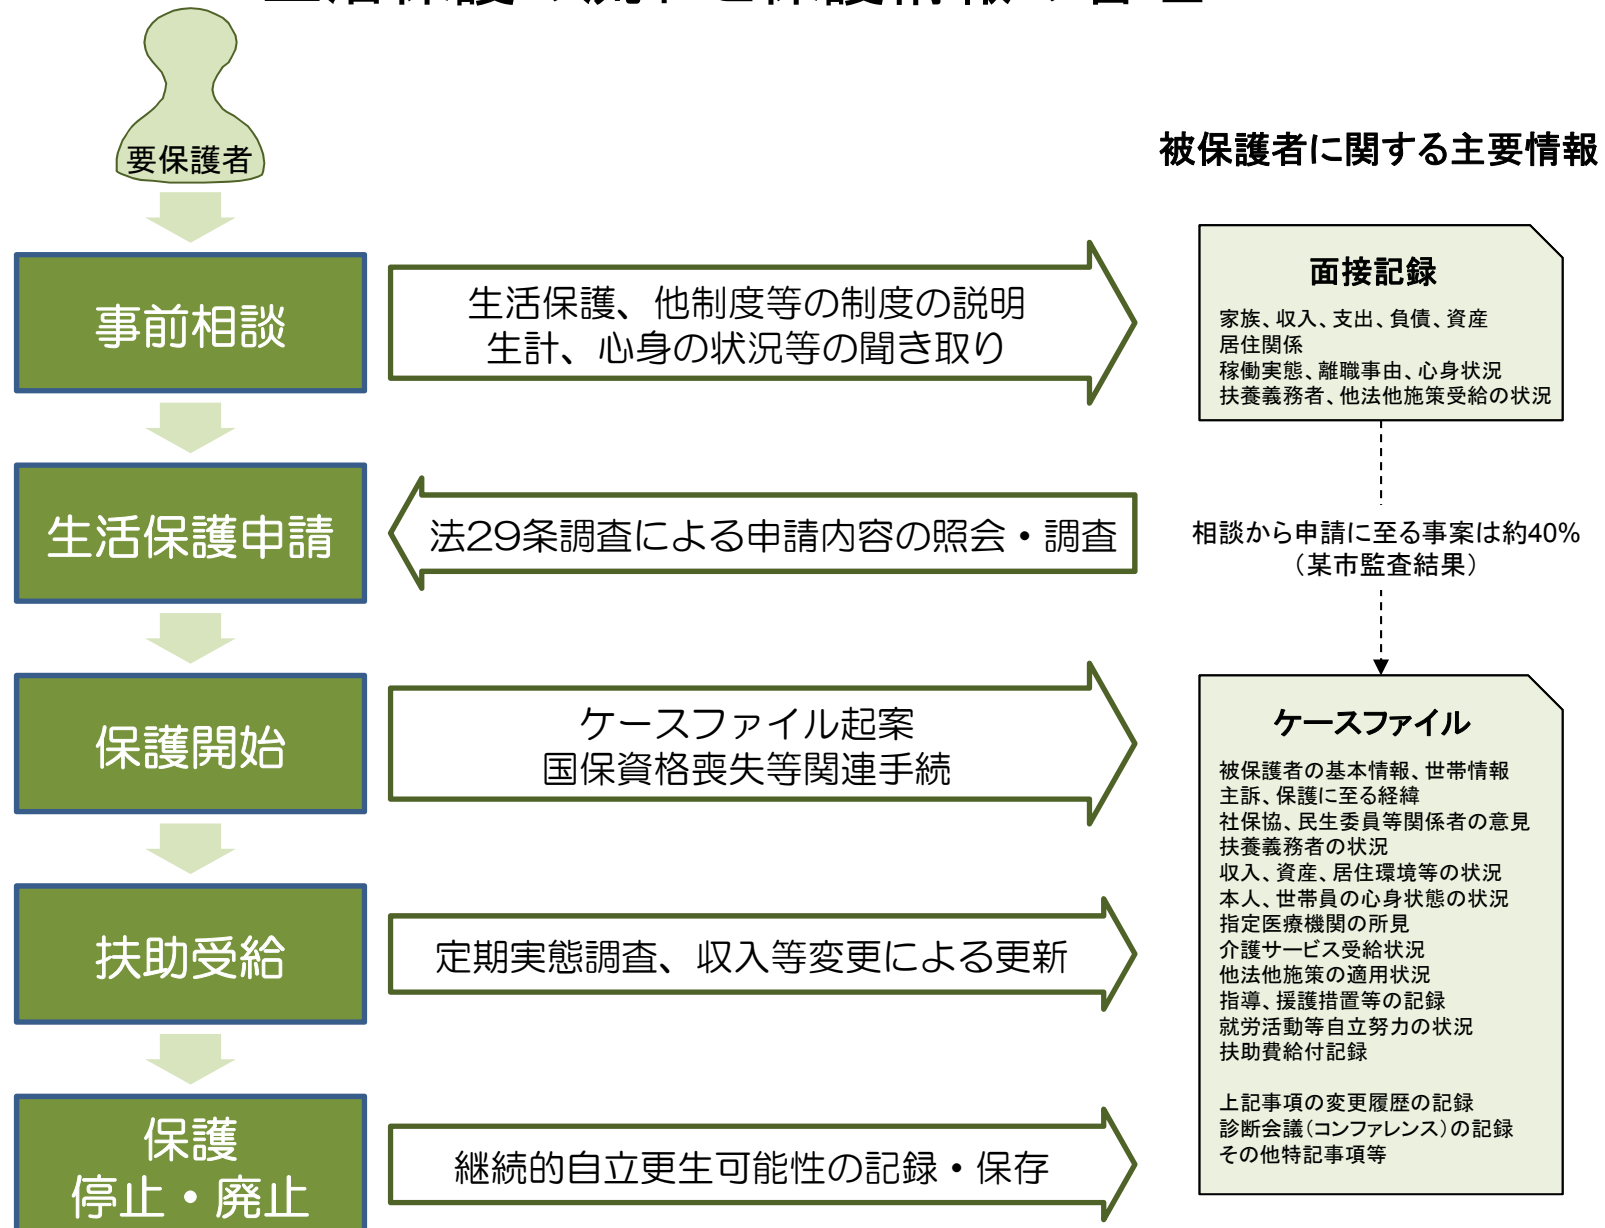 要保護者
被保護者に関する主要情報
事前相談
生活保護、他制度等の制度の説明
生計、心身の状況等の聞き取り
面接記録
家族、収入、支出、負債、資産
居住関係
稼働実態、離職事由、心身状況
扶養義務者、他法他施策受給の状況
生活保護申請
法29条調査による申請内容の照会・調査
相談から申請に至る事案は約40%
（某市監査結果）
保護開始
ケースファイル起案
国保資格喪失等関連手続
ケースファイル
被保護者の基本情報、世帯情報
主訴、保護に至る経緯
社保協、民生委員等関係者の意見
扶養義務者の状況
収入、資産、居住環境等の状況
本人、世帯員の心身状態の状況
指定医療機関の所見
介護サービス受給状況
他法他施策の適用状況
指導、援護措置等の記録
就労活動等自立努力の状況
扶助費給付記録
上記事項の変更履歴の記録
診断会議（コンファレンス）の記録
その他特記事項等
扶助受給
定期実態調査、収入等変更による更新
保護
停止・廃止
継続的自立更生可能性の記録・保存